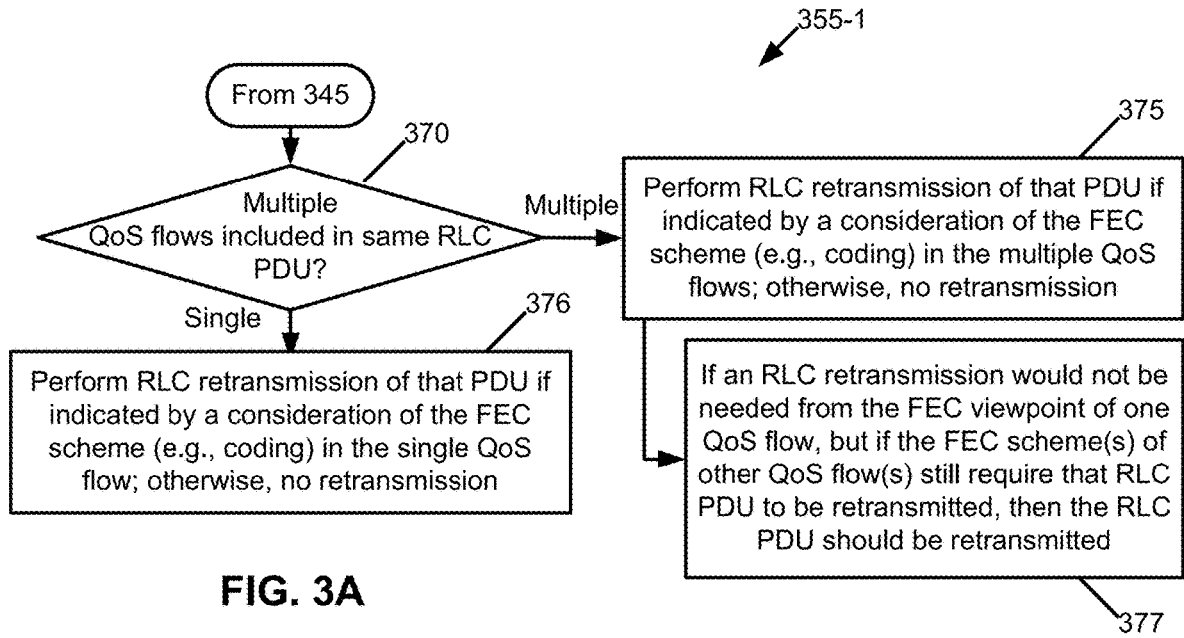 355-1
From 345
370
Multiple
QoS flows included in same RLC
PDU?
Multiple
Single
375
Perform RLC retransmission of that PDU if
indicated by a consideration of the FEC
scheme (e.g., coding) in the multiple QoS
flows; otherwise, no retransmission
376
Perform RLC retransmission of that PDU if
indicated by a consideration of the FEC
scheme (e.g., coding) in the single QoS
flow; otherwise, no retransmission
If an RLC retransmission would not be
needed from the FEC viewpoint of one
QoS flow, but if the FEC scheme(s) of
other QoS flow(s) still require that RLC
PDU to be retransmitted, then the RLC
PDU should be retransmitted
377
FIG. 3A